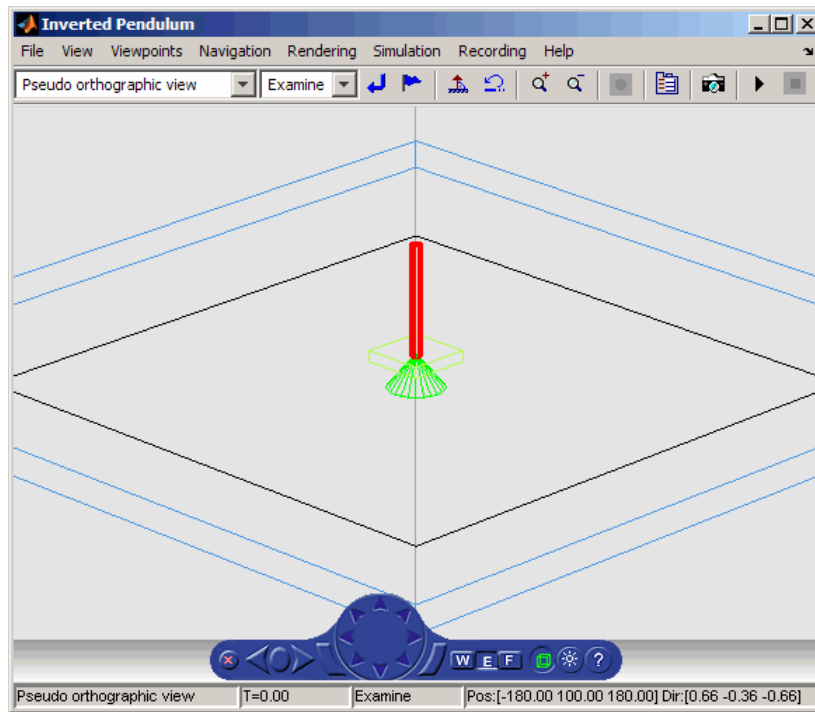 Inverted Pendulum
File View Viewpoints Navigation Rendering Simulation Recording Help
Pseudo orthographic view Examine
W E F ?
Pseudo orthographic view T=0.00 Examine Pos:[-180.00 100.00 180.00] Dir:[0.66 -0.36 -0.66]